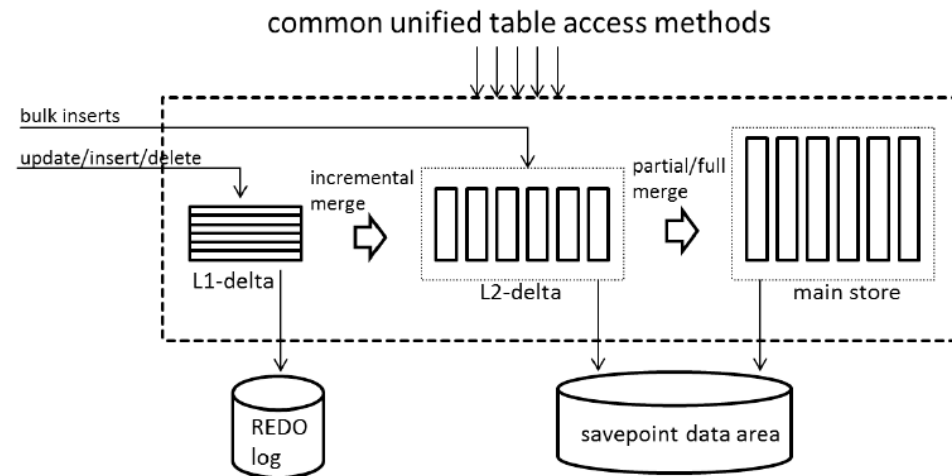 common unified table access methods
bulk inserts
update/insert/delete
incremental
merge
partial/full
merge
L1-delta
L2-delta
main store
REDO
log
savepoint data area